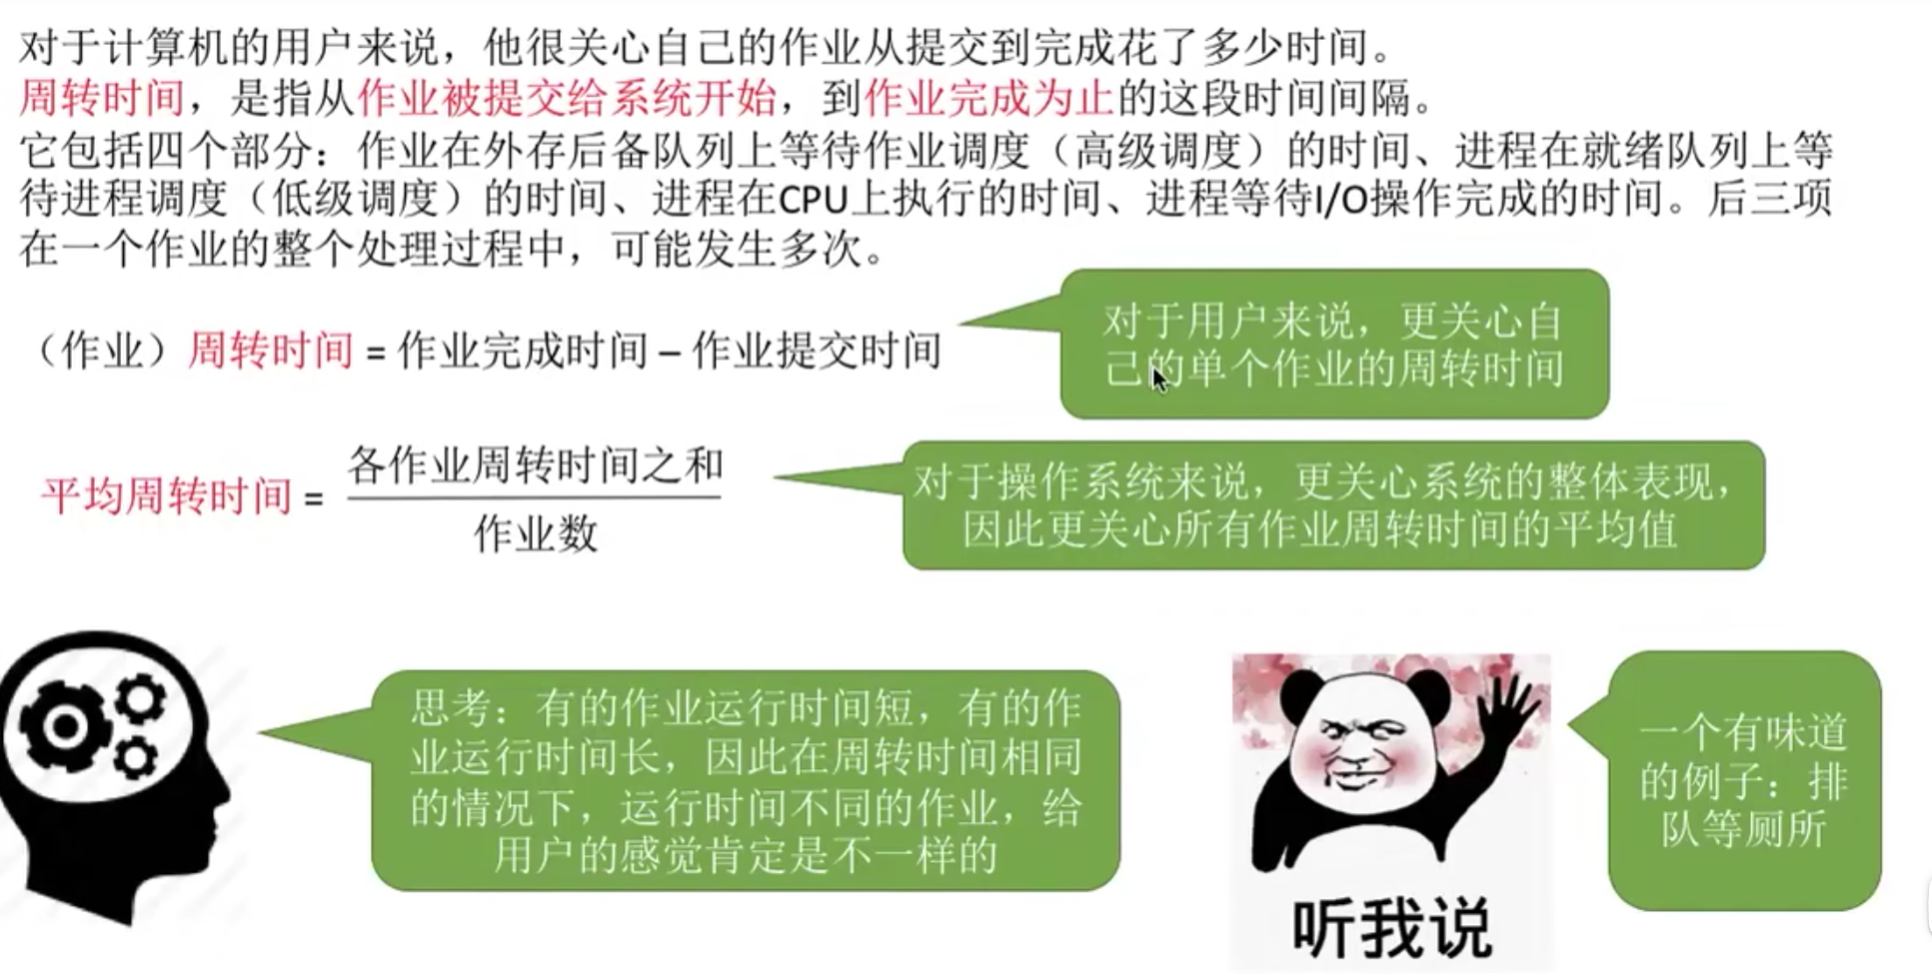 对于计算机的用户来说，他很关心自己的作业从提交到完成花了多少时间。
周转时间，是指从作业被提交给系统开始，到作业完成为止的这段时间间隔。
它包括四个部分：作业在外存后备队列上等待作业调度（高级调度）的时间、进程在就绪队列上等
待进程调度（低级调度）的时间、进程在CPU上执行的时间、进程等待I/O操作完成的时间。后三项
在一个作业的整个处理过程中，可能发生多次。
对于用户来说，更关心自
己的单个作业的周转时间
（作业）周转时间 = 作业完成时间 – 作业提交时间
平均周转时间 =
各作业周转时间之和
作业数
对于操作系统来说，更关心系统的整体表现，
因此更关心所有作业周转时间的平均值
思考：有的作业运行时间短，有的作
业运行时间长，因此在周转时间相同
的情况下，运行时间不同的作业，给
用户的感觉肯定是不一样的
听我说
一个有味道
的例子：排
队等厕所